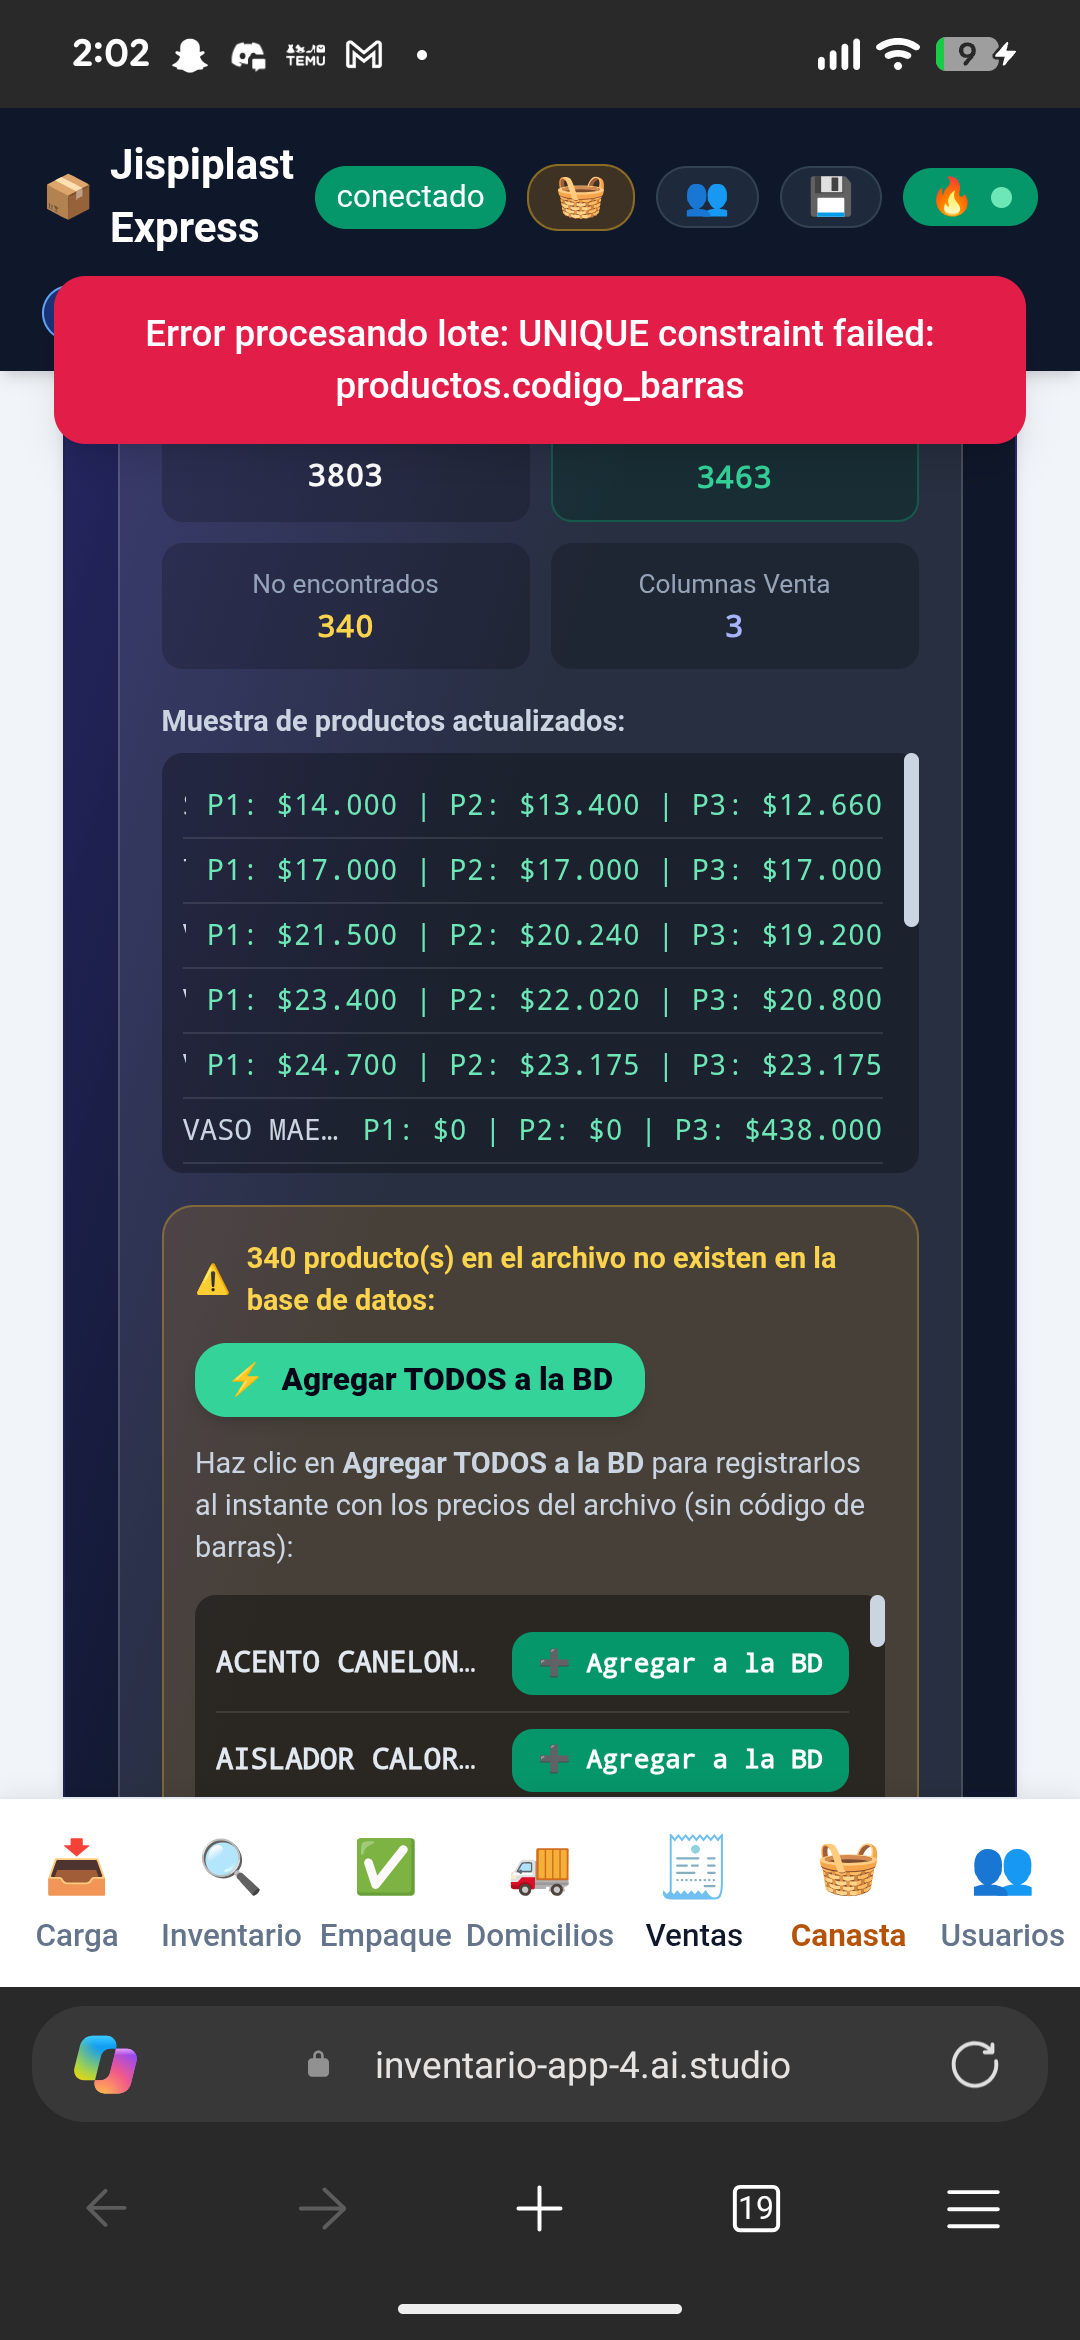 2:02
TEMU
9
Jispiplast
Express
conectado
Error procesando lote: UNIQUE constraint failed:
productos.codigo_barras
3803
3463
No encontrados
340
Columnas Venta
3
Muestra de productos actualizados:
P1: $14.000 | P2: $13.400 | P3: $12.660
P1: $17.000 | P2: $17.000 | P3: $17.000
P1: $21.500 | P2: $20.240 | P3: $19.200
P1: $23.400 | P2: $22.020 | P3: $20.800
P1: $24.700 | P2: $23.175 | P3: $23.175
VASO MAE… P1: $0 | P2: $0 | P3: $438.000
340 producto(s) en el archivo no existen en la
base de datos:
Agregar TODOS a la BD
Haz clic en Agregar TODOS a la BD para registrarlos
al instante con los precios del archivo (sin código de
barras):
ACENTO CANELON…
Agregar a la BD
AISLADOR CALOR…
Agregar a la BD
Carga
Inventario
Empaque
Domicilios
Ventas
Canasta
Usuarios
inventario-app-4.ai.studio
19